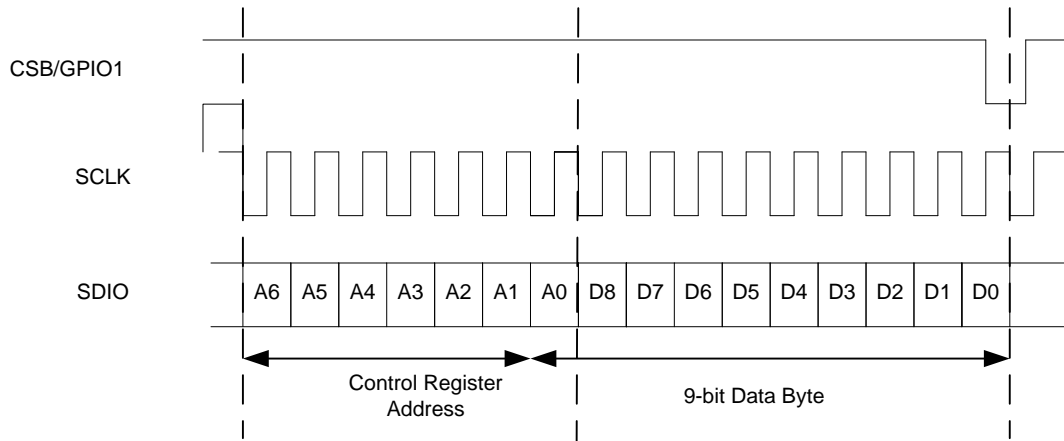 CSB/GPIO1
SCLK
SDIO
A6 A5 A4 A3 A2 A1 A0 D8 D7 D6 D5 D4 D3 D2 D1 D0
Control Register
Address
9-bit Data Byte